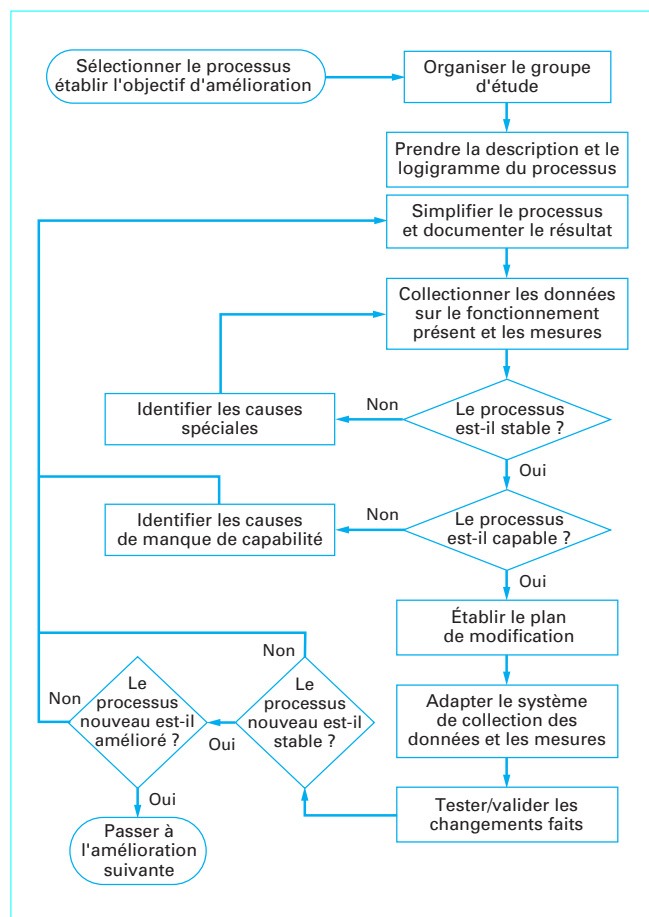 Sélectionner le processus
établir l'objectif d'amélioration
Organiser le groupe
d'étude
Prendre la description et le
logigramme du processus
Simplifier le processus
et documenter le résultat
Collectionner les données
sur le fonctionnement
présent et les mesures
Le processus
est-il stable ?
Non
Identifier les causes
spéciales
Oui
Le processus
est-il capable ?
Non
Identifier les causes
de manque de capabilité
Oui
Établir le plan
de modification
Adapter le système
de collection des
données et les mesures
Tester/valider les
changements faits
Non
Le
processus
nouveau est-il
stable ?
Oui
Non
Le
processus
nouveau est-il
amélioré ?
Oui
Passer à
l'amélioration
suivante